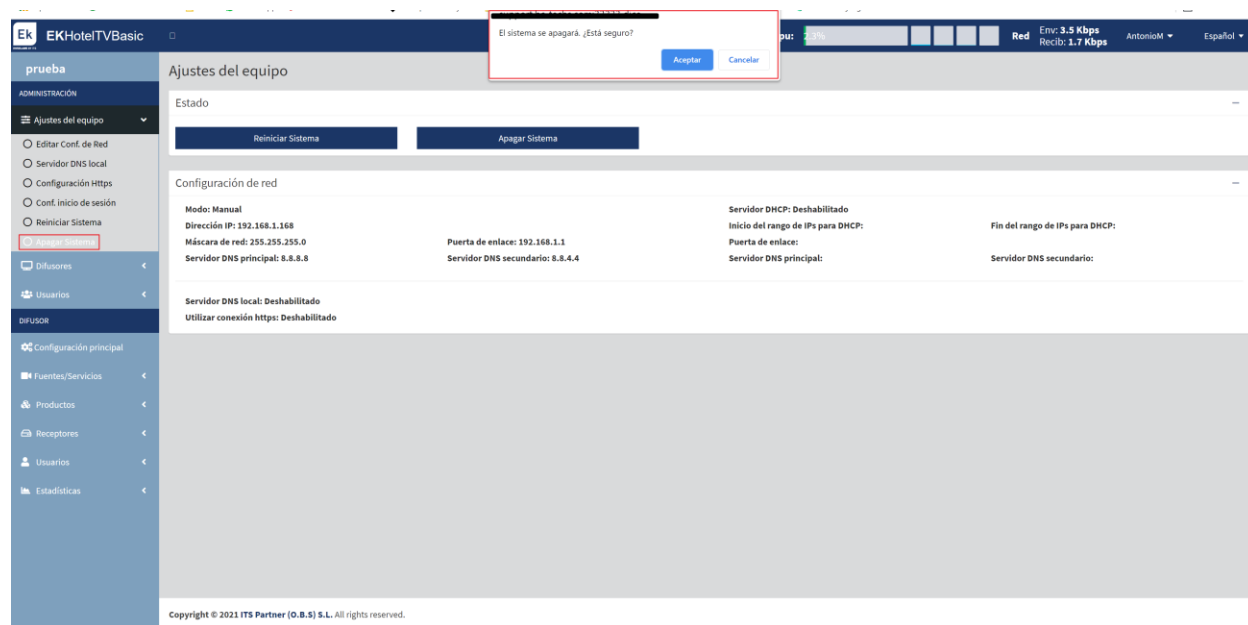 El sistema se apagará. ¿Está seguro?
Aceptar Cancelar
Ek EKHotelTVBasic
2.3%
Red Env: 3.5 Kbps
Recib: 1.7 Kbps
AntonioM
Español
prueba
ADMINISTRACIÓN
Ajustes del equipo
Editar Conf. de Red
Servidor DNS local
Configuración Https
Conf. inicio de sesión
Reiniciar Sistema
Apagar Sistema
Difusores
Usuarios
DIFUSOR
Configuración principal
Fuentes/Servicios
Productos
Receptores
Usuarios
Estadísticas
Ajustes del equipo
Estado
Reiniciar Sistema Apagar Sistema
Configuración de red
Modo: Manual Servidor DHCP: Deshabilitado
Dirección IP: 192.168.1.168 Inicio del rango de IPs para DHCP: Fin del rango de IPs para DHCP:
Máscara de red: 255.255.255.0 Puerta de enlace: 192.168.1.1 Puerta de enlace:
Servidor DNS principal: 8.8.8.8 Servidor DNS secundario: 8.8.4.4 Servidor DNS principal: Servidor DNS secundario:
Servidor DNS local: Deshabilitado
Utilizar conexión https: Deshabilitado
Copyright © 2021 ITS Partner (O.B.S) S.L. All rights reserved.